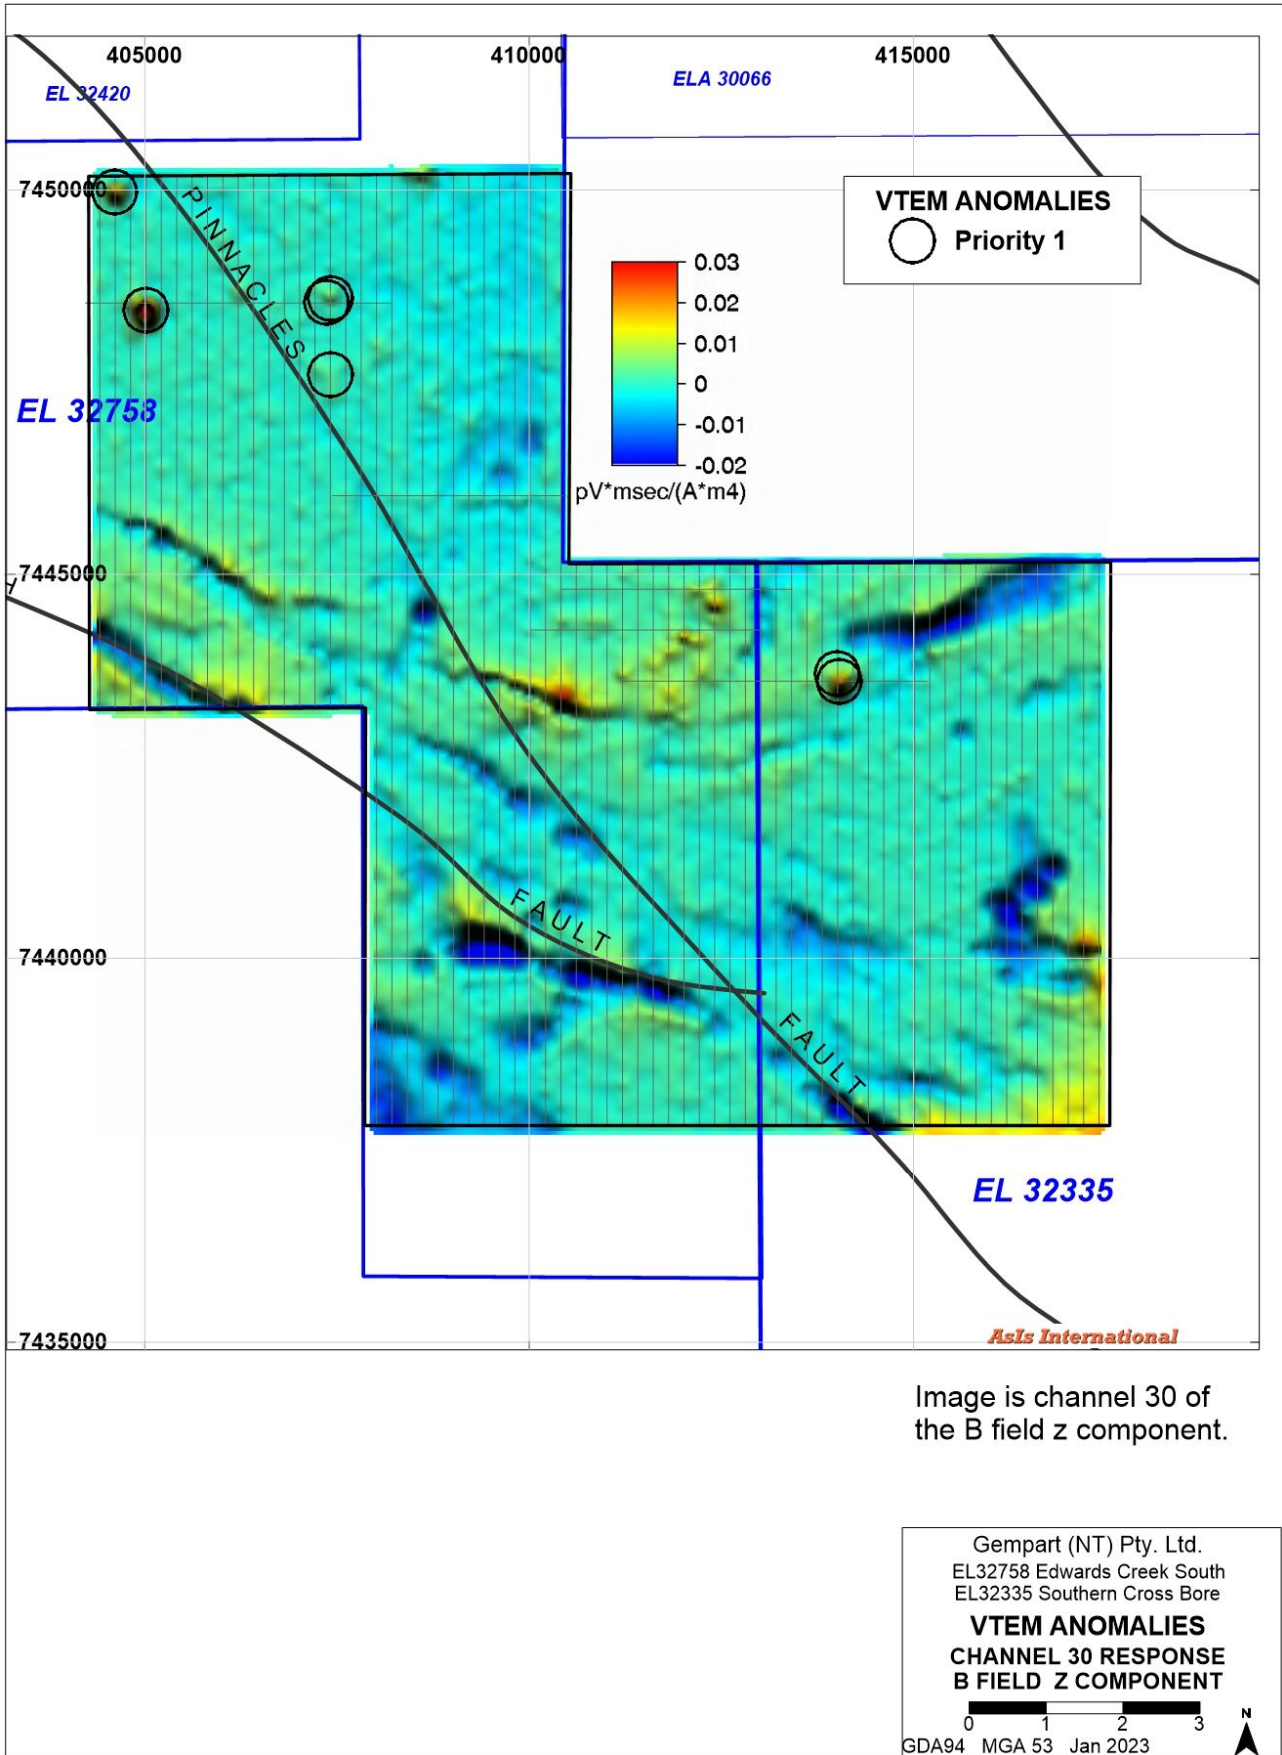 405000
410000
415000
EL 32420
ELA 30066
7450000
VTEM ANOMALIES
Priority 1
PINNACLES
0.03
0.02
0.01
0
-0.01
-0.02
pV*msec/(A*m4)
EL 32758
7445000
H
FAULT
7440000
FAULT
EL 32335
7435000
AsIs International
Image is channel 30 of
the B field z component.
Gempart (NT) Pty. Ltd.
EL32758 Edwards Creek South
EL32335 Southern Cross Bore
VTEM ANOMALIES
CHANNEL 30 RESPONSE
B FIELD Z COMPONENT
0 1 2 3
N
GDA94 MGA 53 Jan 2023